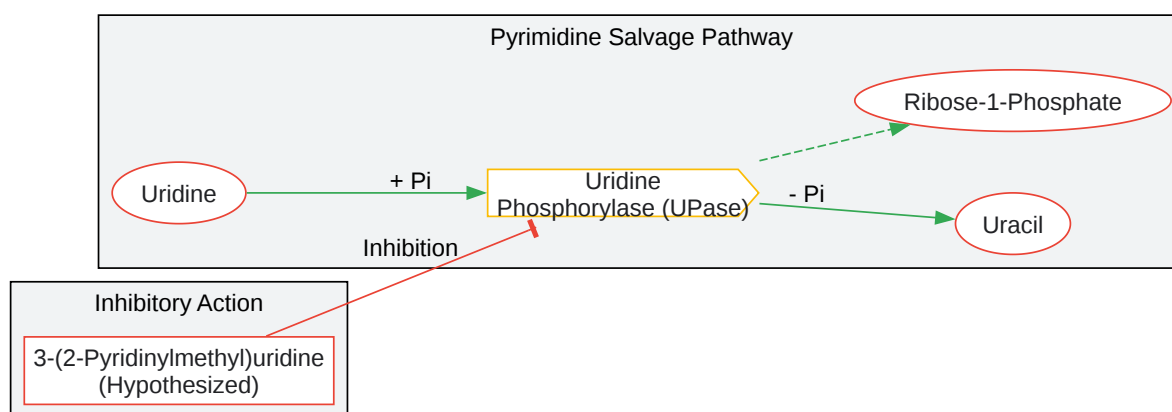 Pyrimidine Salvage Pathway
Ribose-1-Phosphate
Uridine
+ Pi
Uridine
Phosphorylase (UPase)
- Pi
Uracil
Inhibition
Inhibitory Action
3-(2-Pyridinylmethyl)uridine
(Hypothesized)